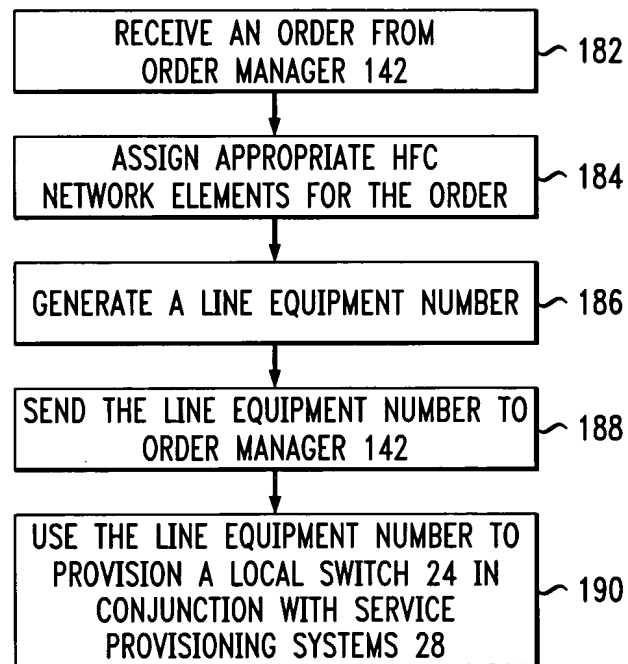 RECEIVE AN ORDER FROM
ORDER MANAGER 142
182
ASSIGN APPROPRIATE HFC
NETWORK ELEMENTS FOR THE ORDER
184
GENERATE A LINE EQUIPMENT NUMBER
186
SEND THE LINE EQUIPMENT NUMBER TO
ORDER MANAGER 142
188
USE THE LINE EQUIPMENT NUMBER TO
PROVISION A LOCAL SWITCH 24 IN
CONJUNCTION WITH SERVICE
PROVISIONING SYSTEMS 28
190